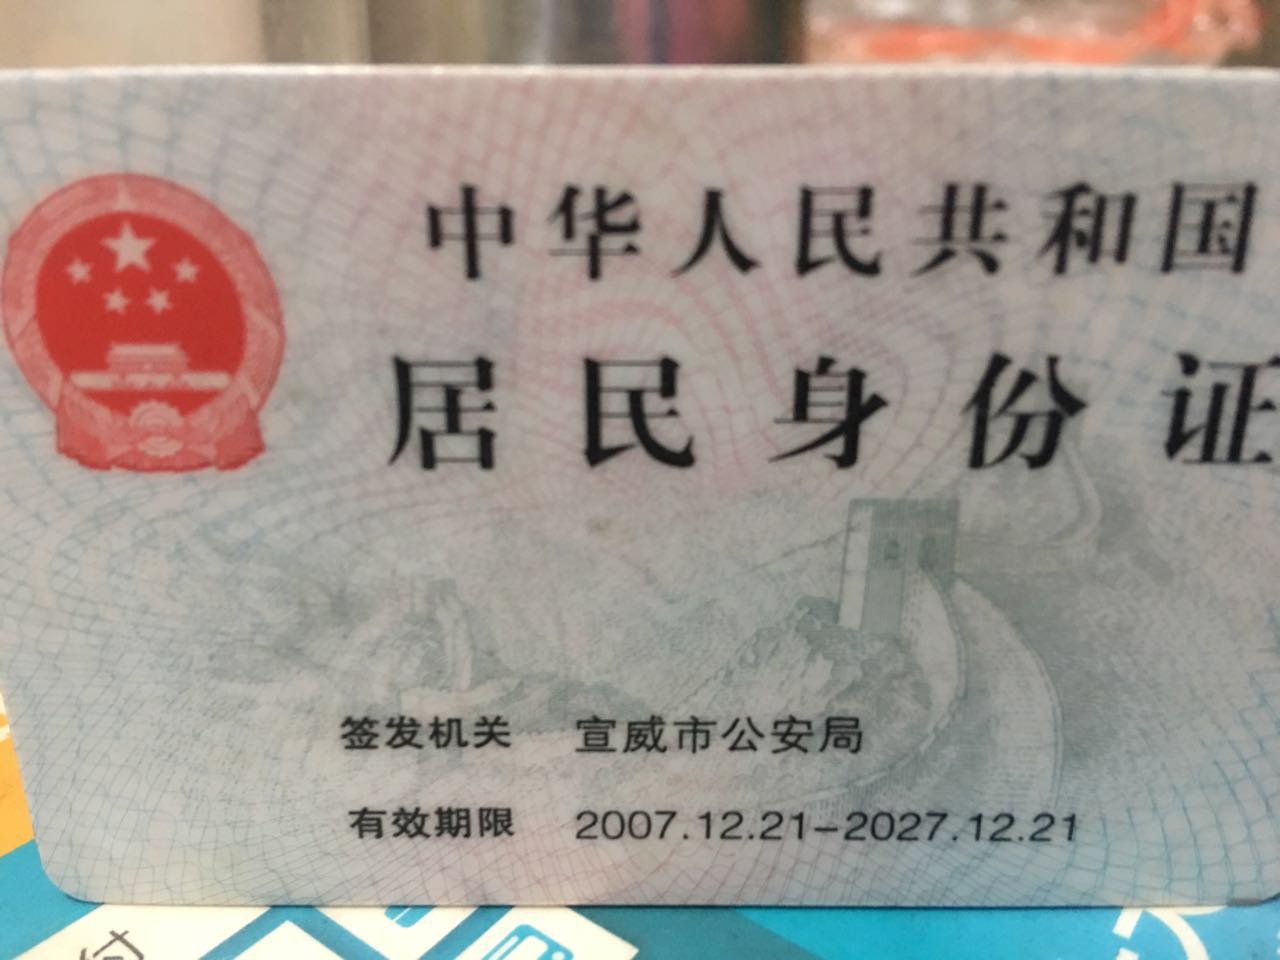 中华人民共和国
居民身份证
签发机关 宣威市公安局
有效期限 2007.12.21-2027.12.21